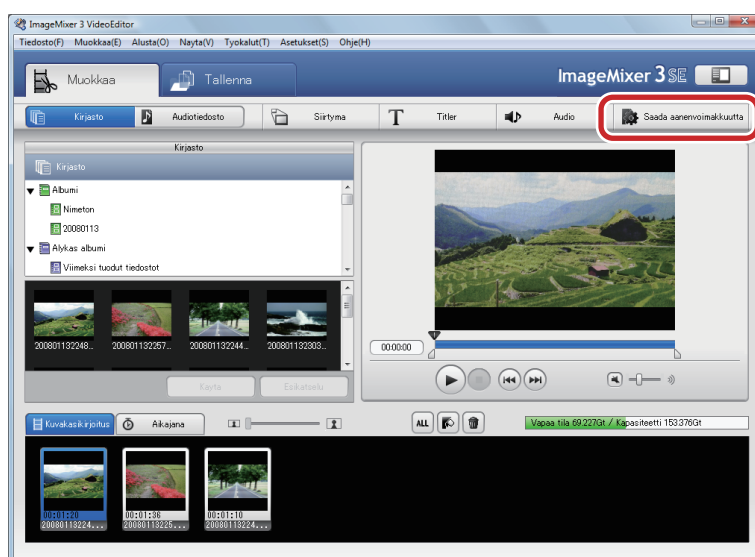 ImageMixer 3 VideoEditor
Tiedosto(F) Muokkaa(E) Alusta(O) Nayta(V) Tyokalut(T) Asetukset(S) Ohje(H)
Muokkaa Tallenna ImageMixer 3 SE
Kirjasto Audiotiedosto Siirtyma T Titler Audio Saada aanenvoimakkuutta
Kirjasto
Kirjasto
Albumi
Nimeton
20080113
Alykas albumi
Viimeksi tuodut tiedostot
200801132248... 200801132257... 200801132244... 200801132303...
00:00:00
Kayta Esikatselu
Kuvakasikirjoitus Aikajana ALL Vapaa tila 69.227Gt / Kapasiteetti 153.376Gt
00:01:20 00:01:36 00:01:10
20080113224... 20080113225... 20080113224...